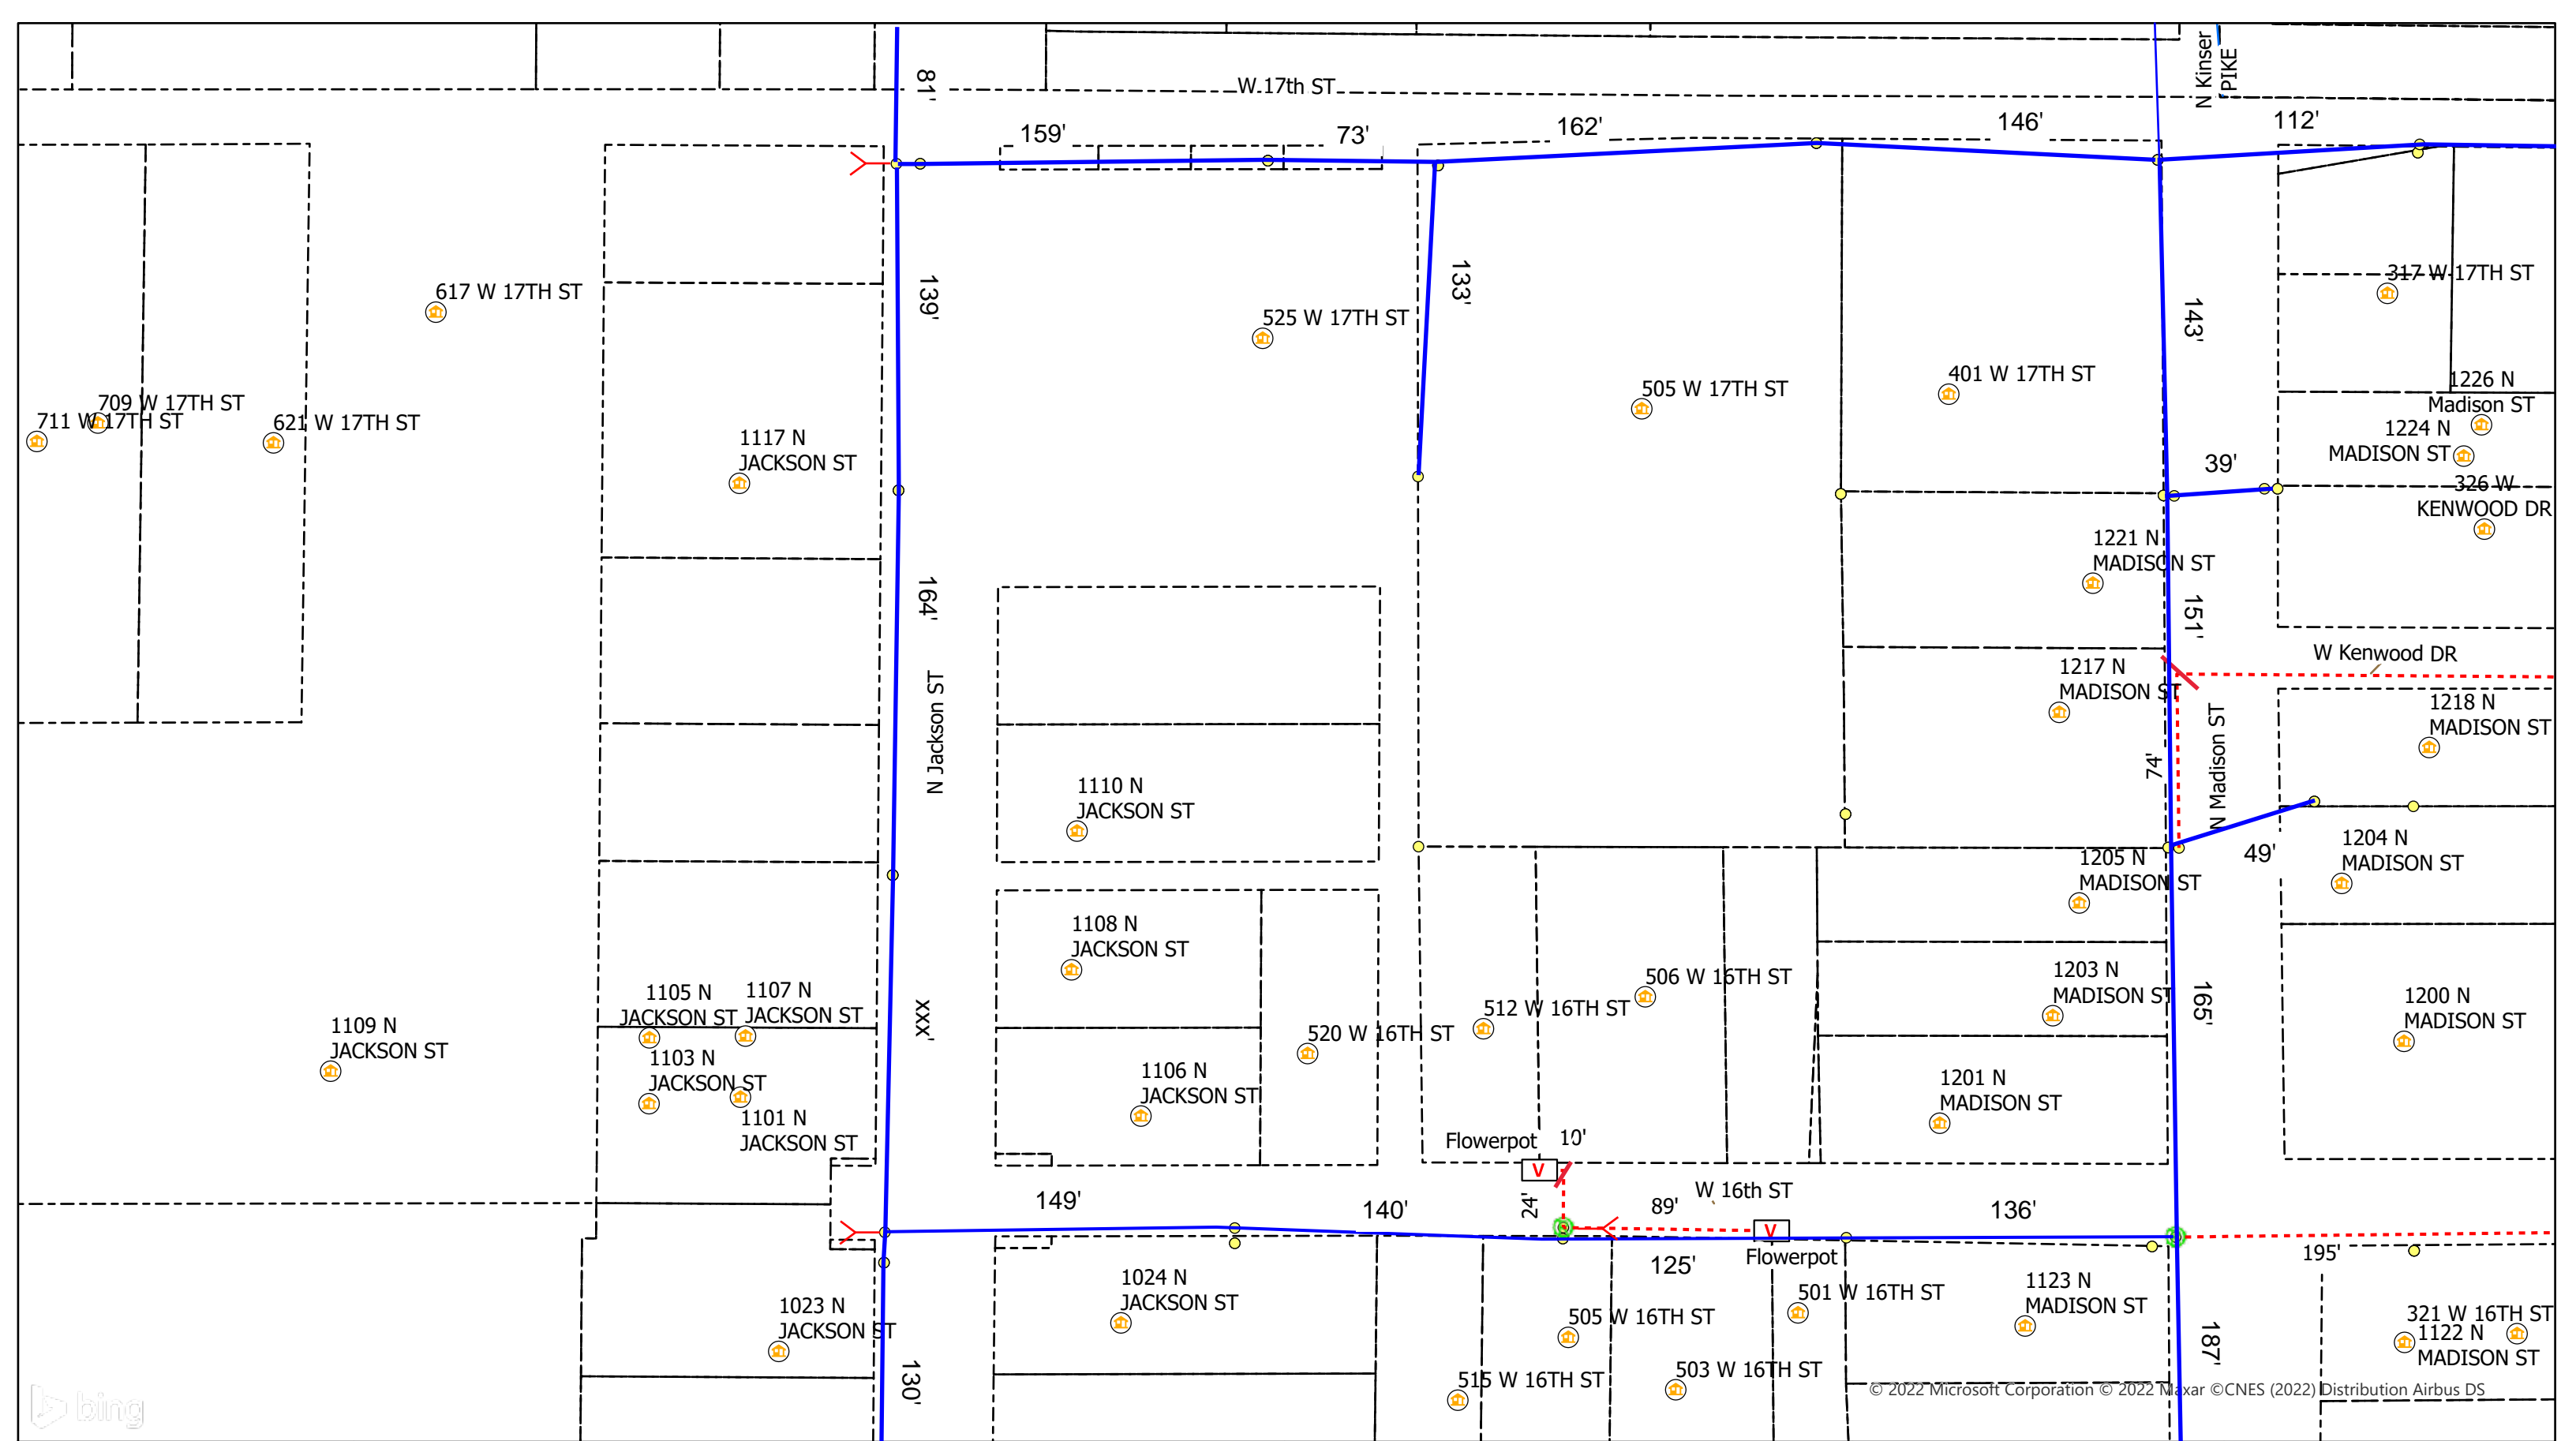 81'
W 17th ST
N Kinser
PIKE
159'
73'
162'
146'
112'
617 W 17TH ST
139'
525 W 17TH ST
133'
143'
317 W 17TH ST
709 W 17TH ST
711 W 17TH ST
621 W 17TH ST
1117 N
JACKSON ST
505 W 17TH ST
401 W 17TH ST
1226 N
Madison ST
1224 N
MADISON ST
39'
326 W
KENWOOD DR
1221 N
MADISON ST
164'
151'
W Kenwood DR
1217 N
MADISON ST
N Jackson ST
1218 N
MADISON ST
74'
N Madison ST
1110 N
JACKSON ST
1204 N
MADISON ST
49'
1205 N
MADISON ST
1108 N
JACKSON ST
506 W 16TH ST
1203 N
MADISON ST
165'
1200 N
MADISON ST
1105 N
JACKSON ST
1107 N
JACKSON ST
xxx'
512 W 16TH ST
1109 N
JACKSON ST
520 W 16TH ST
1103 N
JACKSON ST
1106 N
JACKSON ST
1201 N
MADISON ST
1101 N
JACKSON ST
Flowerpot
10'
V
149'
140'
24'
89'
W 16th ST
136'
V
Flowerpot
125'
195'
1024 N
JACKSON ST
501 W 16TH ST
1123 N
MADISON ST
1023 N
JACKSON ST
505 W 16TH ST
321 W 16TH ST
1122 N
MADISON ST
187'
130'
515 W 16TH ST
503 W 16TH ST
© 2022 Microsoft Corporation © 2022 Maxar ©CNES (2022) Distribution Airbus DS
bing